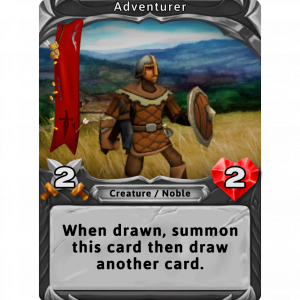 Adventurer
2
Creature / Noble
2
When drawn, summon
this card then draw
another card.